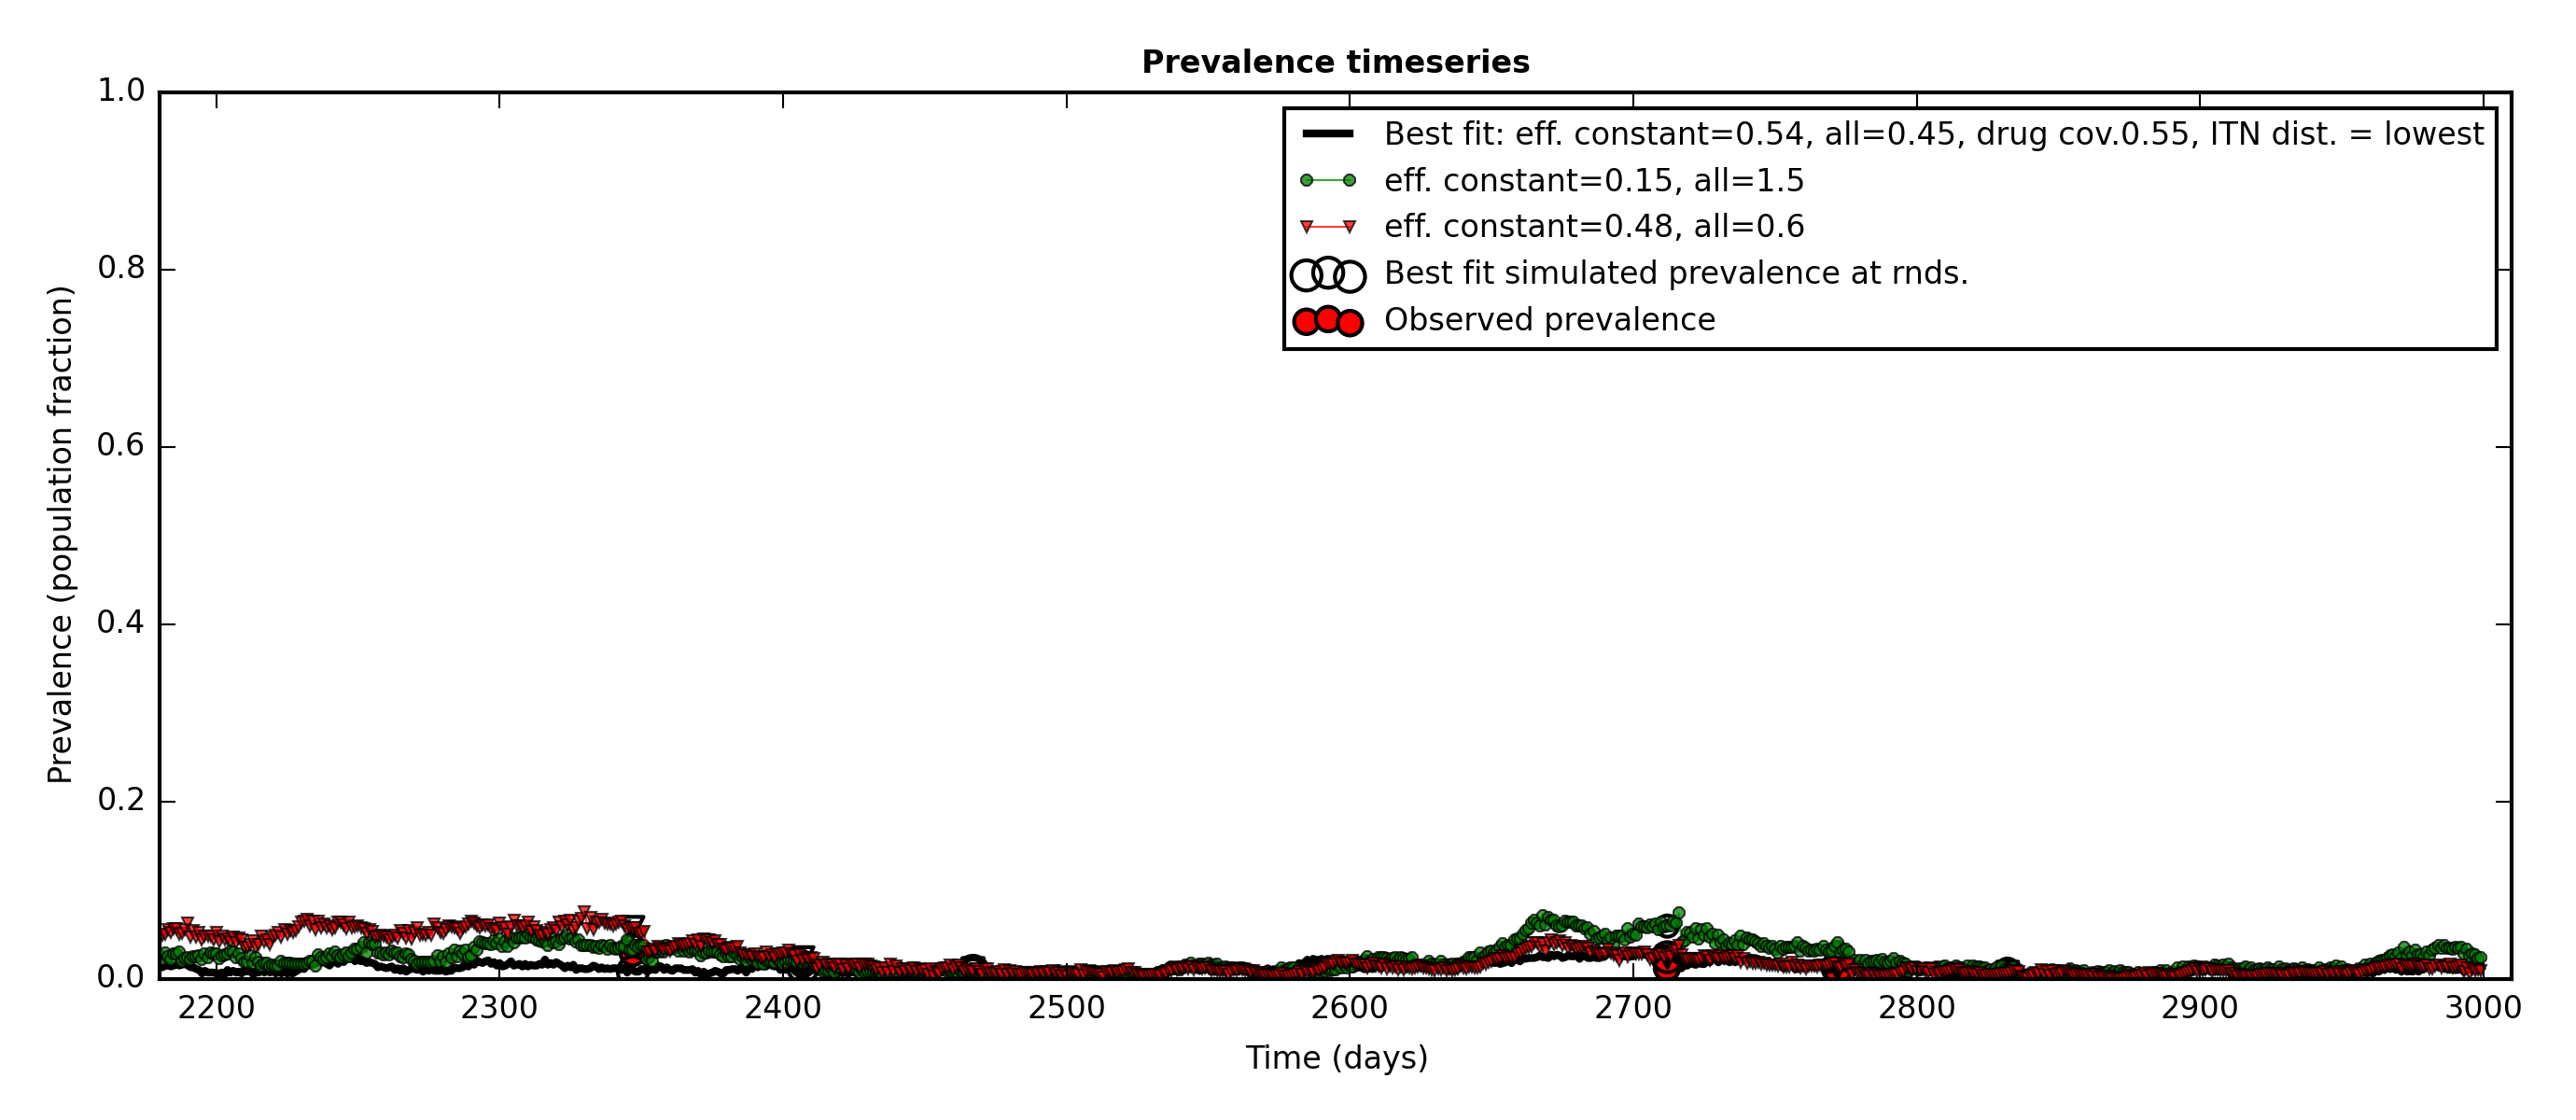 Prevalence timeseries
1.0
0.8
0.6
0.4
0.2
0.0
Prevalence (population fraction)
Best fit: eff. constant=0.54, all=0.45, drug cov.0.55, ITN dist. = lowest
eff. constant=0.15, all=1.5
eff. constant=0.48, all=0.6
Best fit simulated prevalence at rnds.
Observed prevalence
2200 2300 2400 2500 2600 2700 2800 2900 3000
Time (days)